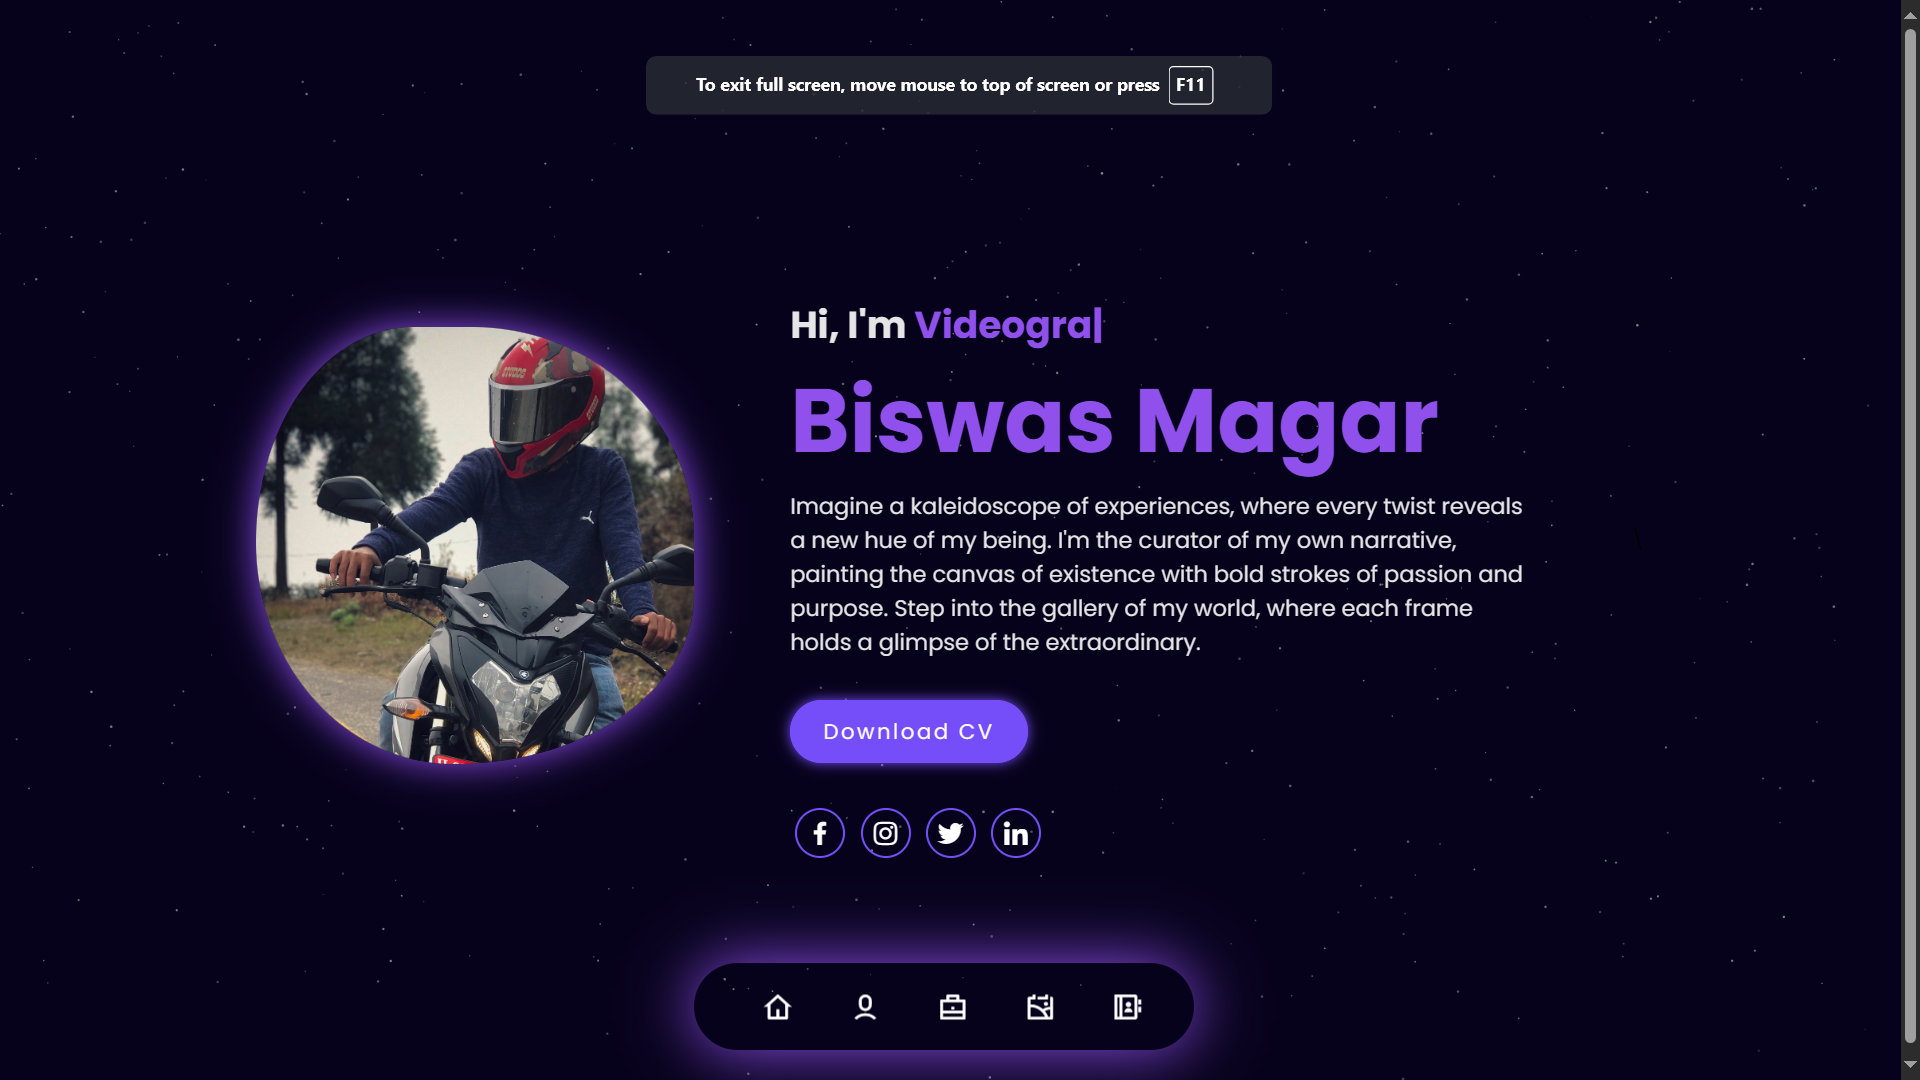 To exit full screen, move mouse to top of screen or press F11
Hi, I'm Videogra|
Biswas Magar
Imagine a kaleidoscope of experiences, where every twist reveals
a new hue of my being. I'm the curator of my own narrative,
painting the canvas of existence with bold strokes of passion and
purpose. Step into the gallery of my world, where each frame
holds a glimpse of the extraordinary.
Download CV